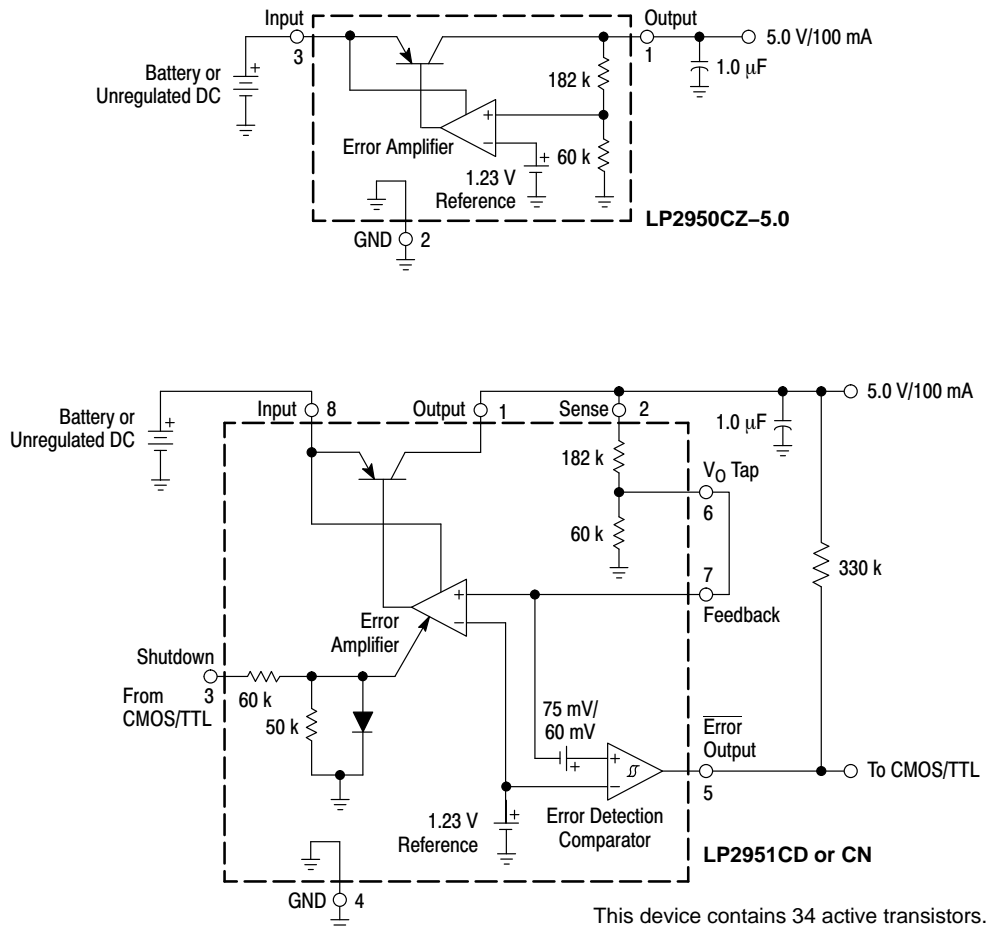 Input
3
Output
1
5.0 V/100 mA
1.0 μF
Battery or
Unregulated DC
+
182 k
+
−
Error Amplifier
60 k
+
1.23 V
Reference
GND 2
LP2950CZ–5.0
5.0 V/100 mA
Input 8
Output 1
Sense 2
Battery or
Unregulated DC
+
1.0 μF
182 k
VO Tap
6
60 k
330 k
7
Feedback
+
−
Error
Amplifier
Shutdown
3
From
CMOS/TTL
60 k
50 k
75 mV/
60 mV
+
+
−
Error
Output
5
To CMOS/TTL
1.23 V
Reference
+
Error Detection
Comparator
LP2951CD or CN
GND 4
This device contains 34 active transistors.